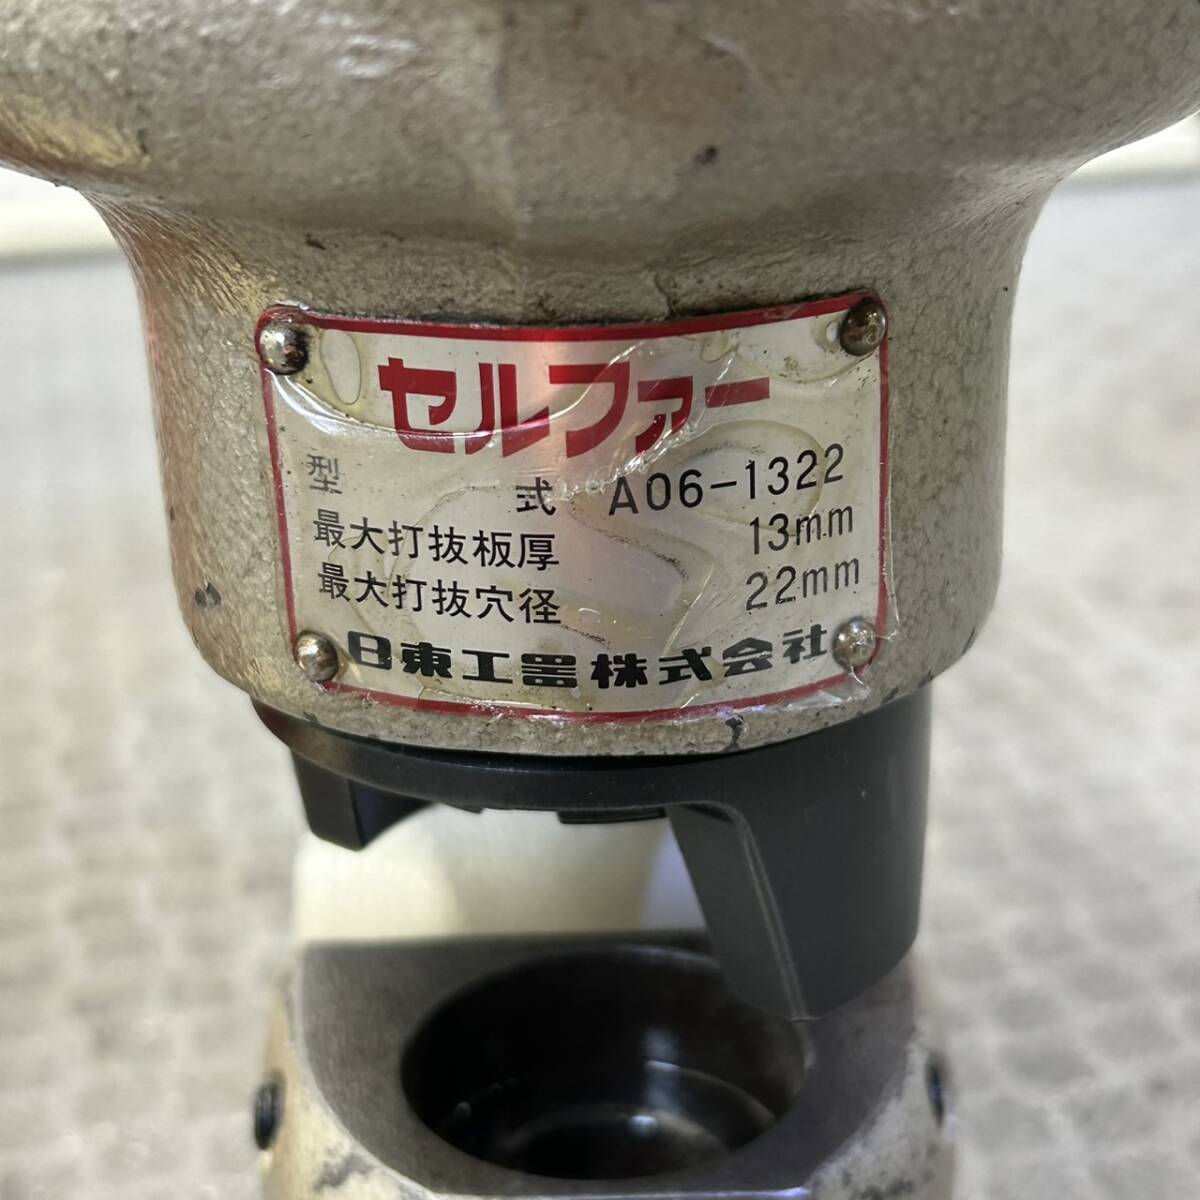 セルファー
型式 A06-1322
最大打抜板厚 13mm
最大打抜穴径 22mm
日東工器株式会社